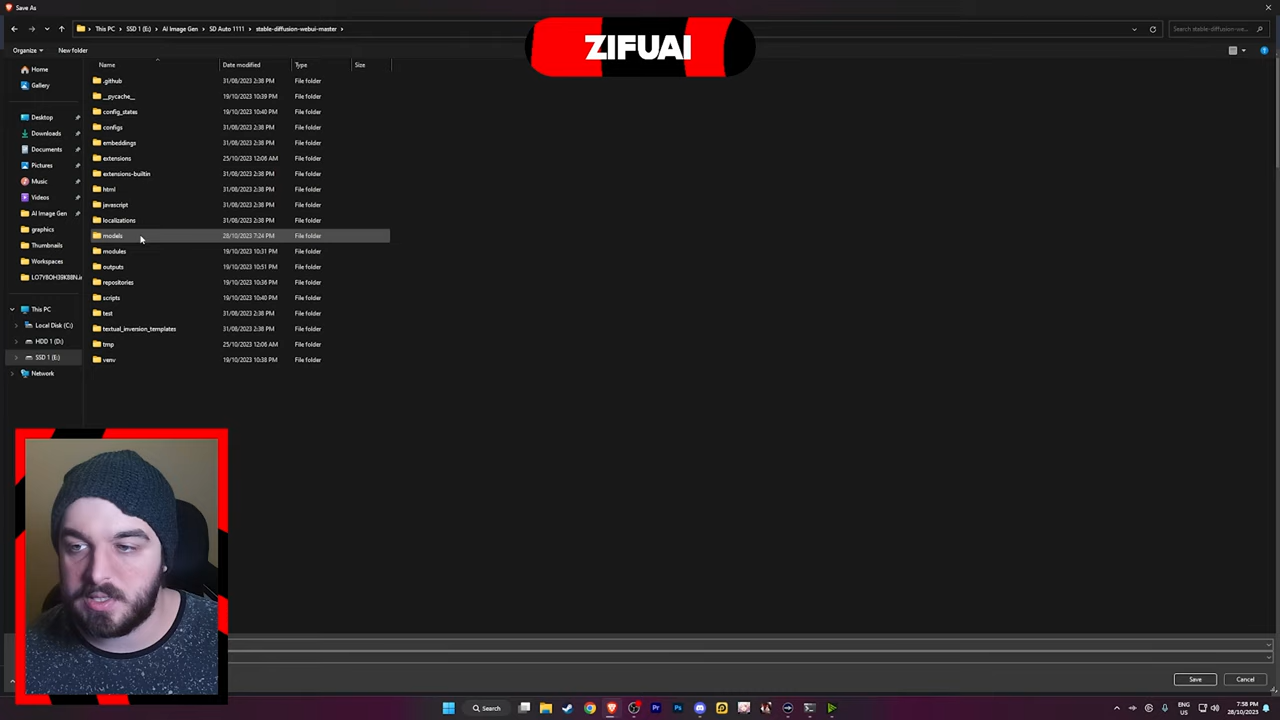 Save As
This PC > SSD 1 (E:) > AI Image Gen > SD Auto 1111 > stable-diffusion-webui-master >
Search stable-diffusion-we...
ZIFUAI
Organize
New folder
Name
Date modified
Type
Size
Home
Gallery
Desktop
Downloads
Documents
Pictures
Music
Videos
AI Image Gen
graphics
Thumbnails
Workspaces
This PC
Local Disk (C:)
HDD 1 (D:)
SSD 1 (E:)
Network
.github 31/08/2023 2:38 PM File folder
__pycache__ 19/10/2023 10:39 PM File folder
config_states 19/10/2023 10:40 PM File folder
configs 31/08/2023 2:38 PM File folder
embeddings 31/08/2023 2:38 PM File folder
extensions 25/10/2023 12:06 AM File folder
extensions-builtin 31/08/2023 2:38 PM File folder
html 31/08/2023 2:38 PM File folder
javascript 31/08/2023 2:38 PM File folder
localizations 31/08/2023 2:38 PM File folder
models 28/10/2023 7:24 PM File folder
modules 19/10/2023 10:31 PM File folder
outputs 19/10/2023 10:51 PM File folder
repositories 19/10/2023 10:36 PM File folder
scripts 19/10/2023 10:40 PM File folder
test 31/08/2023 2:38 PM File folder
textual_inversion_templates 31/08/2023 2:38 PM File folder
tmp 25/10/2023 12:06 AM File folder
venv 19/10/2023 10:38 PM File folder
Save
Cancel
Search
ENG
US
7:58 PM
28/10/2023